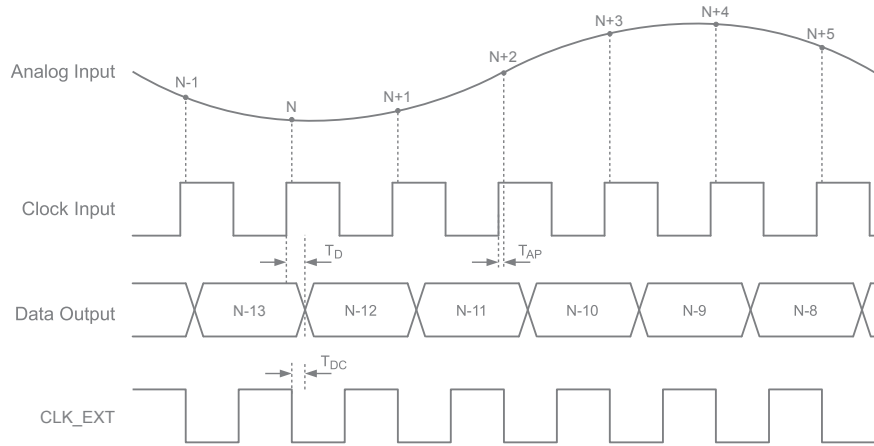 N+4
N+3
N+5
N+2
Analog Input
N-1
N
N+1
Clock Input
TD
TAP
Data Output
N-13
N-12
N-11
N-10
N-9
N-8
TDC
CLK_EXT